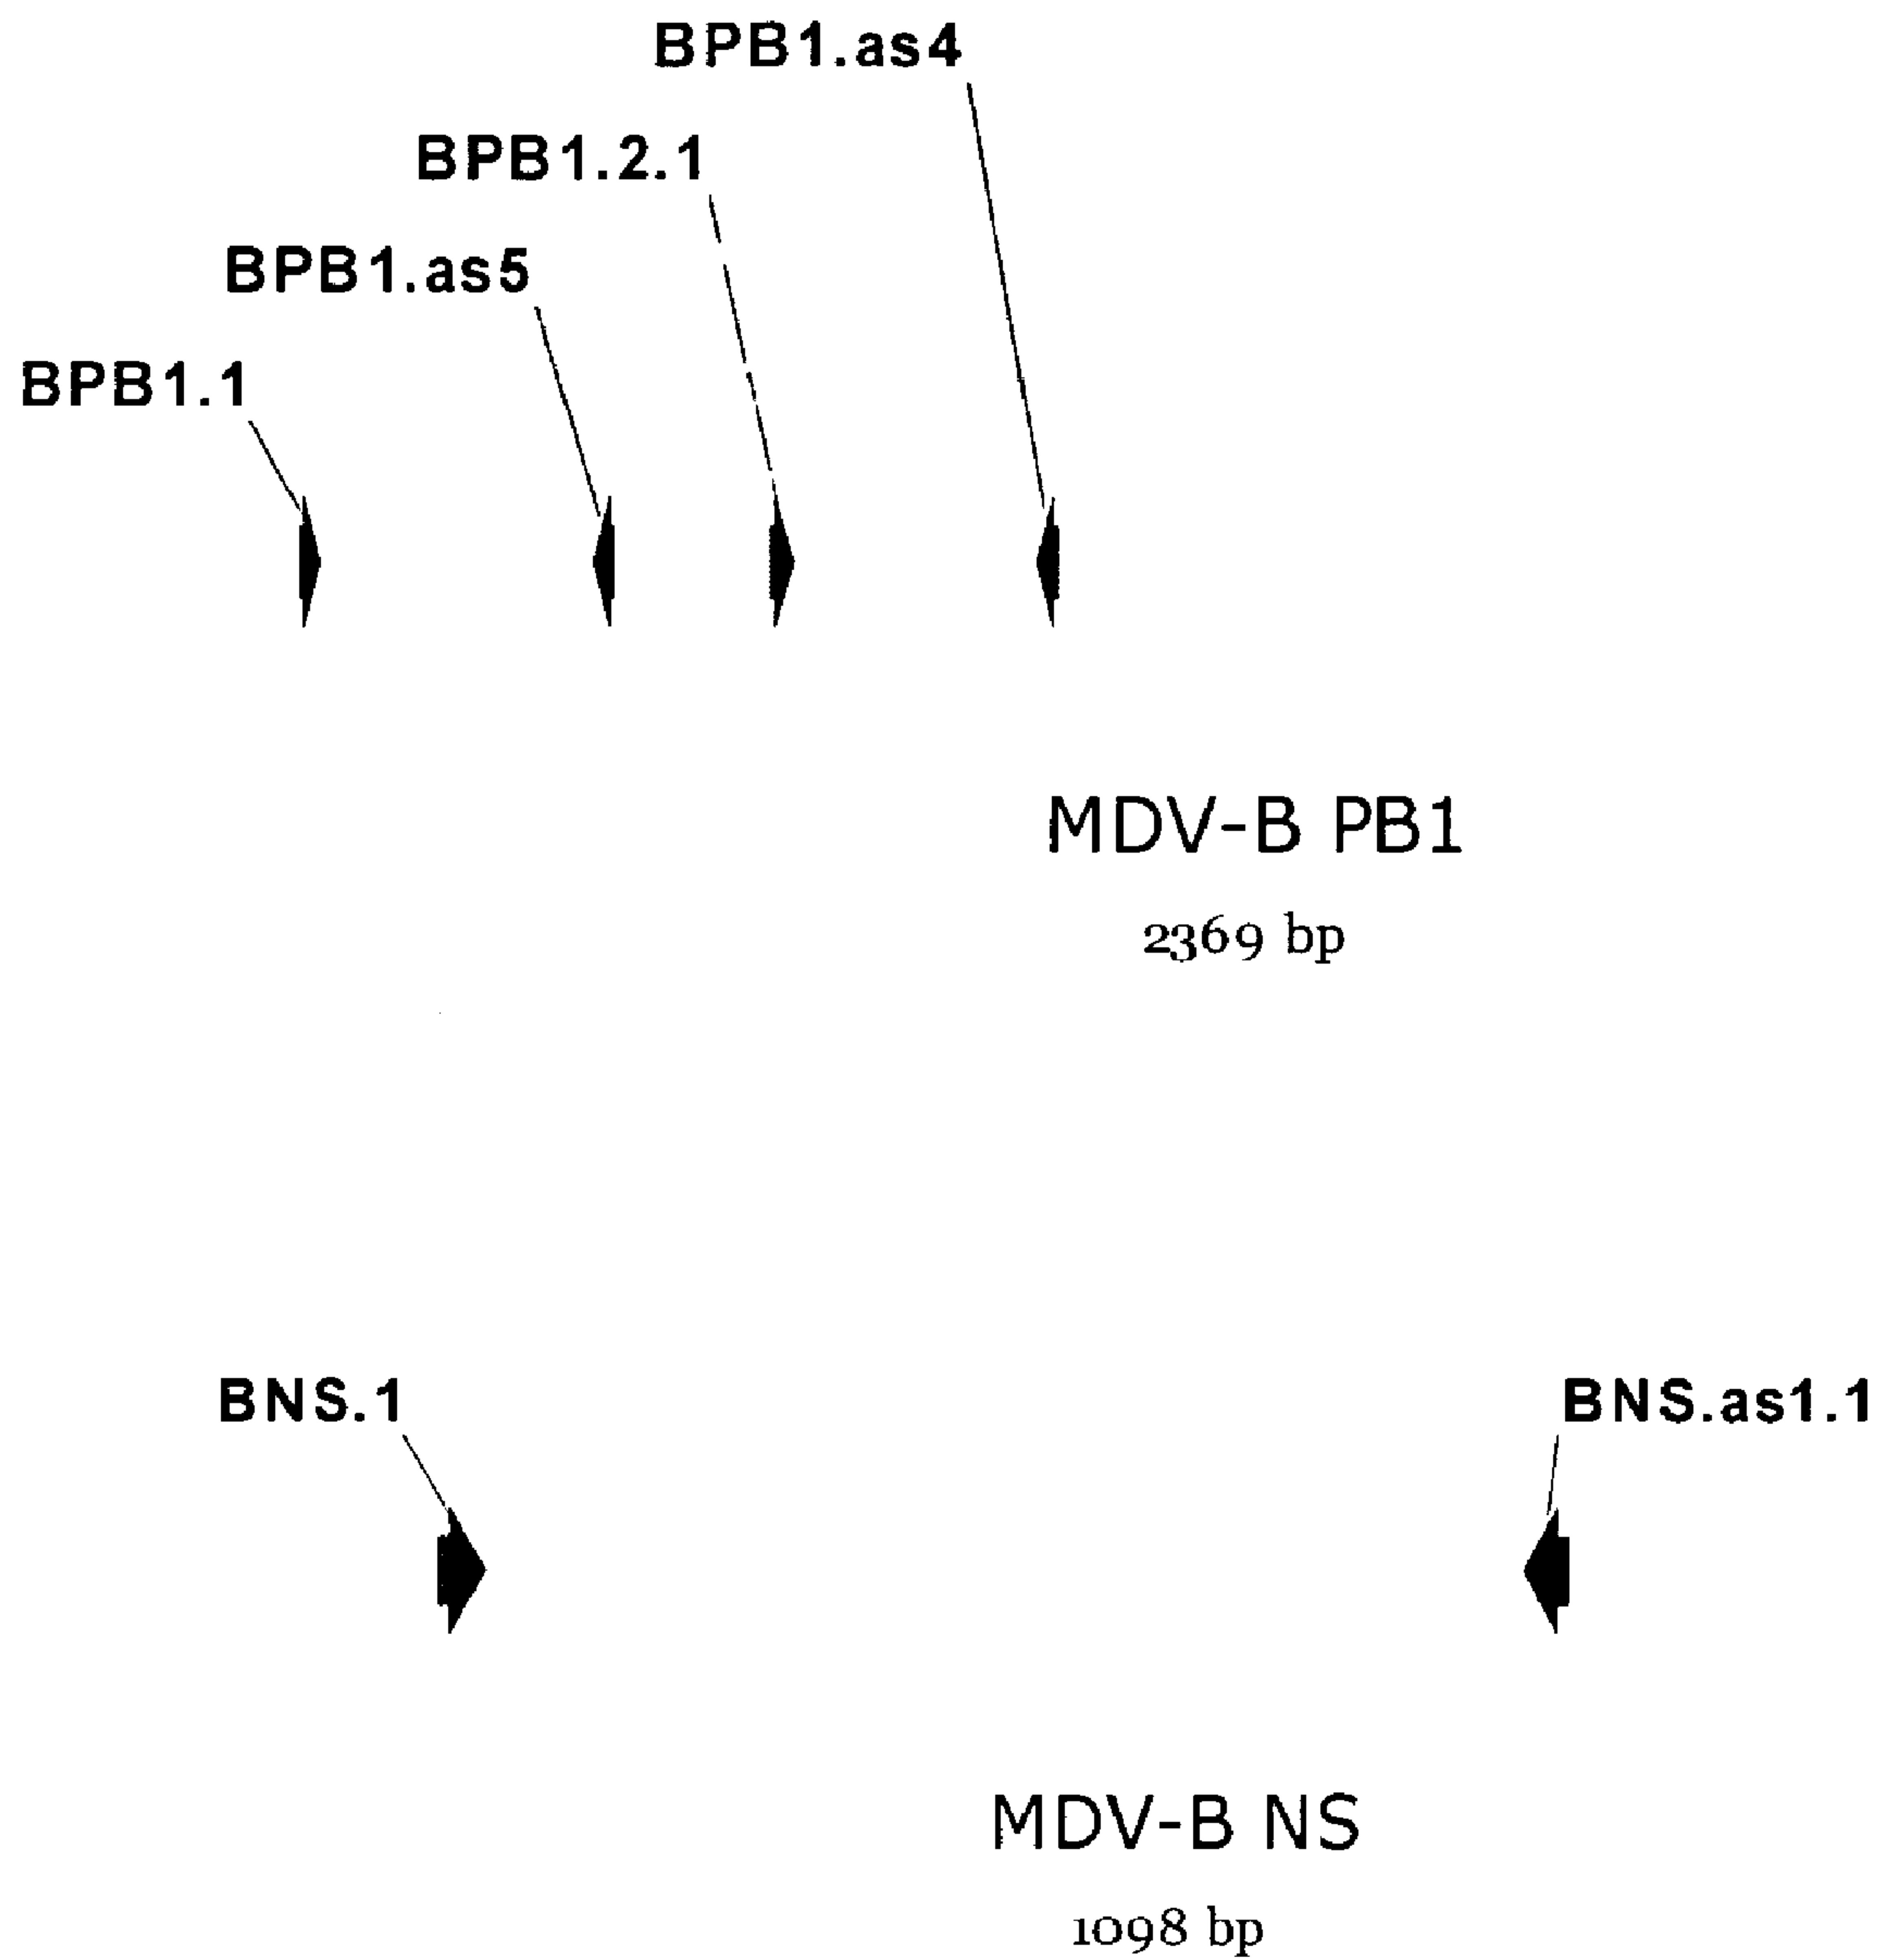 BPB1.as4
BPB1.2.1
BPB1.as5
BPB1.1
MDV-B PB1
2369 bp
BNS.1 BNS.as1.1
MDV-B NS
1098 bp